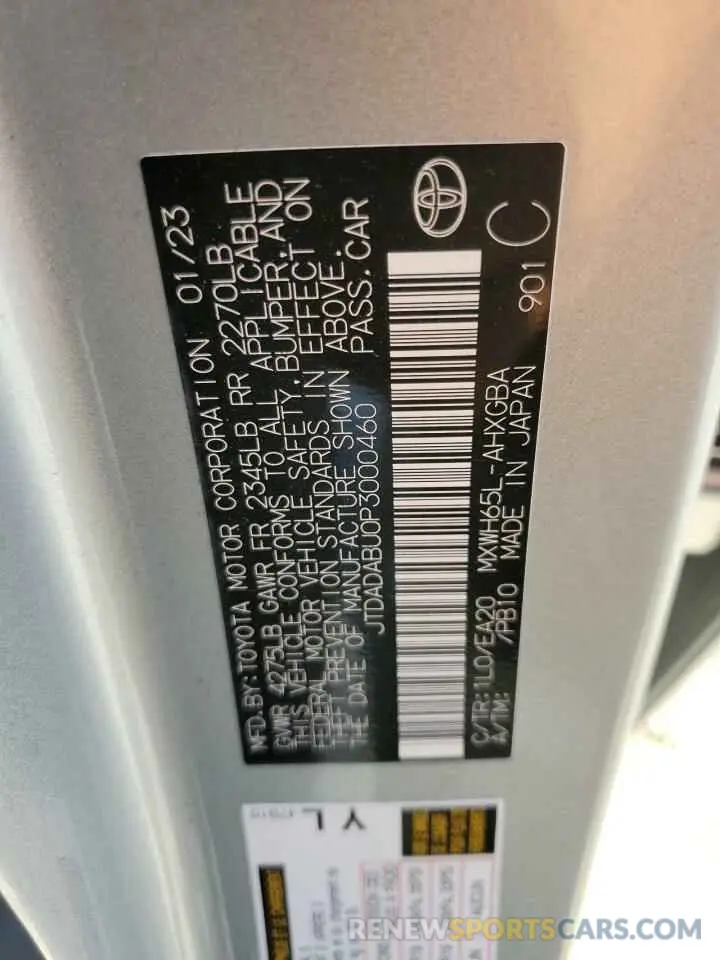 MFD.BY:TOYOTA MOTOR CORPORATION 01/23
GVWR 4275LB GAWR FR 2345LB RR 2270LB
THIS VEHICLE CONFORMS TO ALL APPLICABLE
FEDERAL MOTOR VEHICLE SAFETY,BUMPER,AND
THEFT PREVENTION STANDARDS IN EFFECT ON
THE DATE OF MANUFACTURE SHOWN ABOVE.
JTDADABU0P3000460 PASS.CAR
C/TR:1L0/EA20 MXWH65L-AHXGBA 901
A/TM: /PB10 MADE IN JAPAN
C
YL
RENEWSPORTSCARS.COM